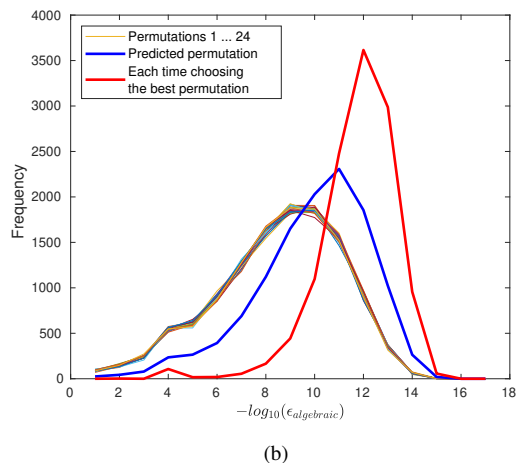 4000
3500
3000
2500
2000
1500
1000
500
0
Frequency
Permutations 1 ... 24
Predicted permutation
Each time choosing
the best permutation
0 2 4 6 8 10 12 14 16 18
−log₁₀(ϵ_algebraic)
(b)